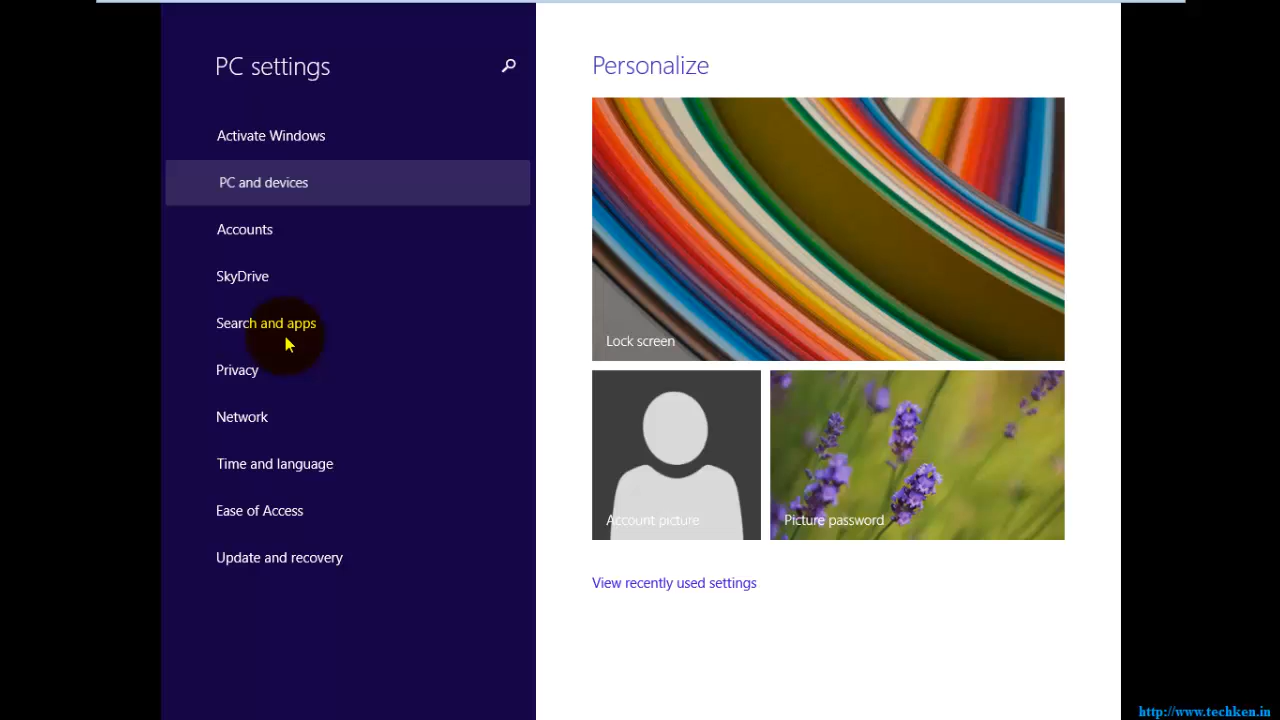 PC settings
Activate Windows
PC and devices
Accounts
SkyDrive
Search and apps
Privacy
Network
Time and language
Ease of Access
Update and recovery
Personalize
Lock screen
Account picture
Picture password
View recently used settings
http://www.techken.in